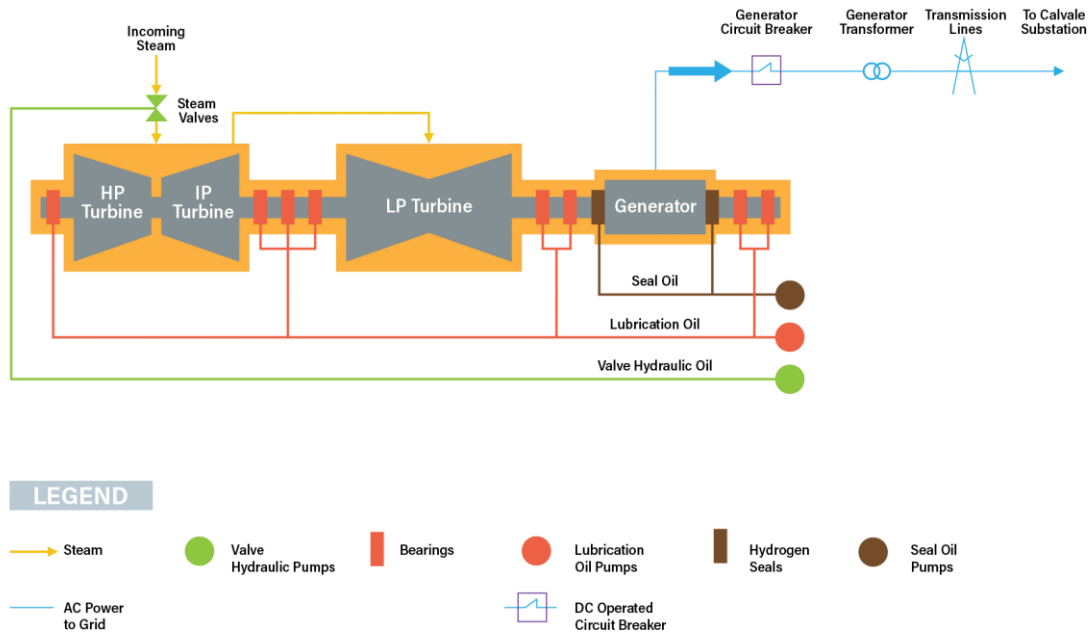 Incoming
Steam
Steam
Valves
Generator
Circuit Breaker
Generator
Transformer
Transmission
Lines
To Calvale
Substation
HP
Turbine
IP
Turbine
LP Turbine
Generator
Seal Oil
Lubrication Oil
Valve Hydraulic Oil
LEGEND
Steam
Valve
Hydraulic Pumps
Bearings
Lubrication
Oil Pumps
Hydrogen
Seals
Seal Oil
Pumps
AC Power
to Grid
DC Operated
Circuit Breaker